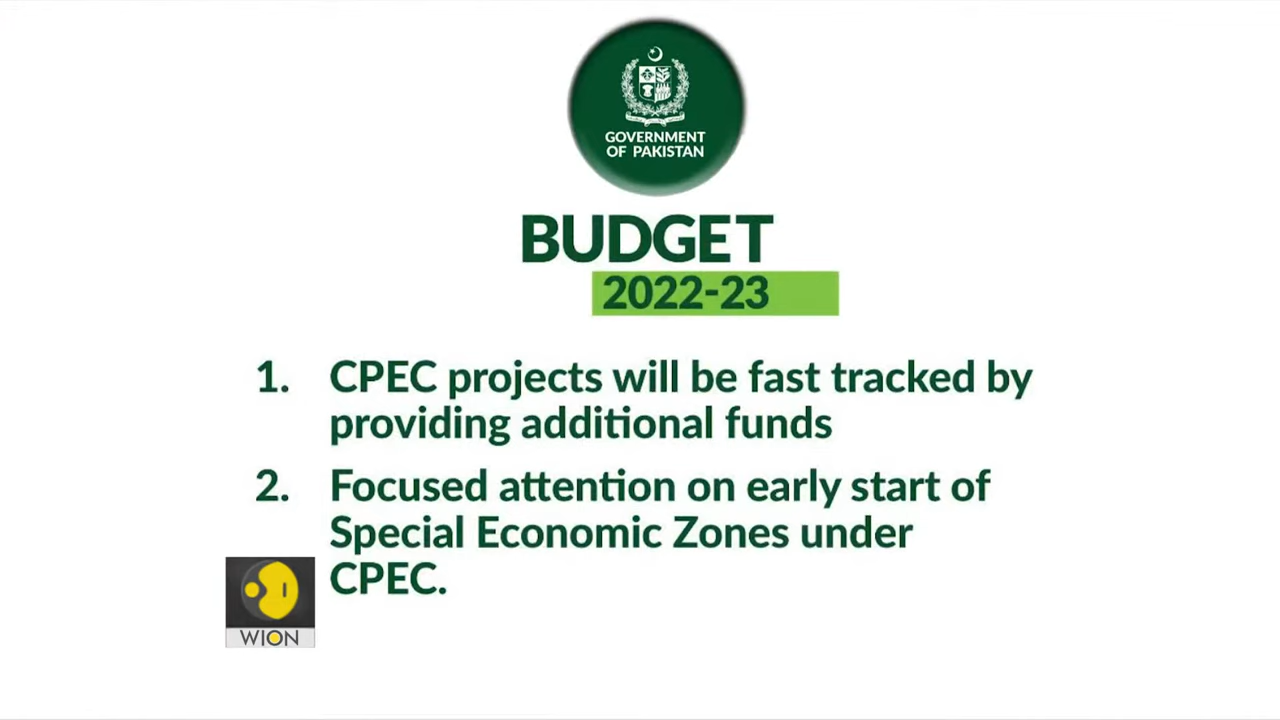 GOVERNMENT
OF PAKISTAN
BUDGET
2022-23
1. CPEC projects will be fast tracked by
providing additional funds
2. Focused attention on early start of
Special Economic Zones under
CPEC.
WION